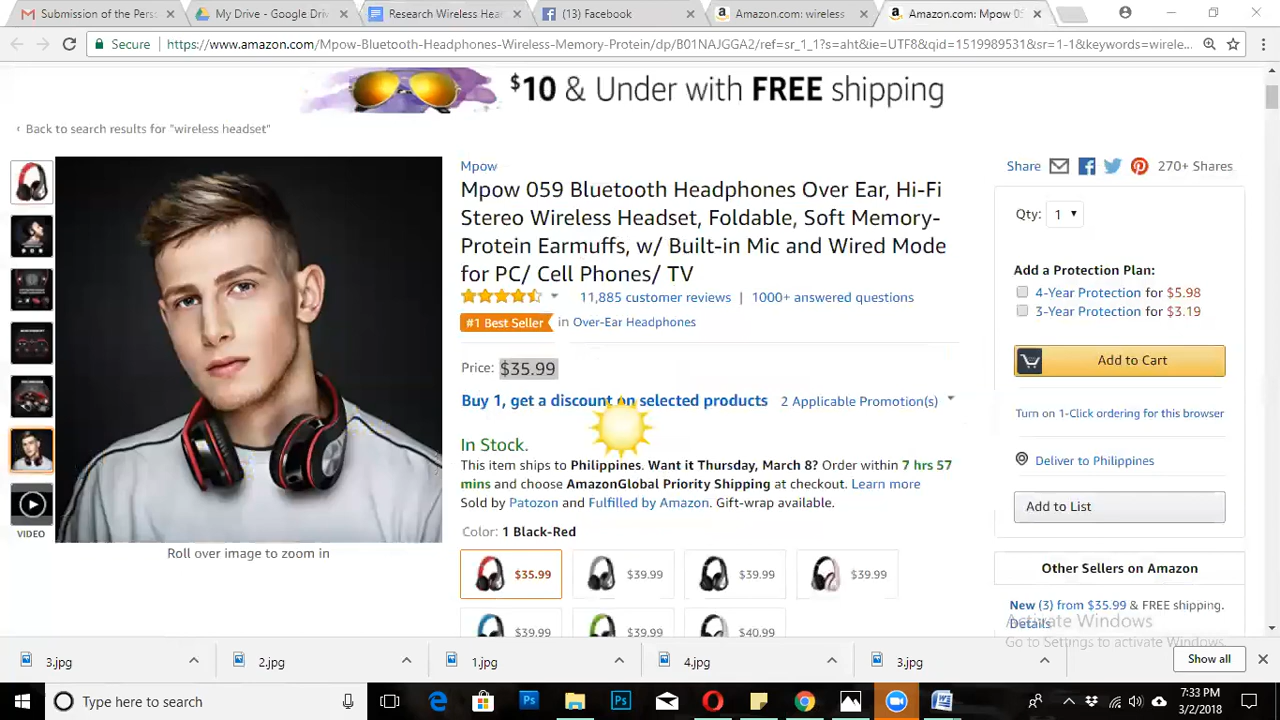 Submission of the Pers
My Drive - Google Driv
Research Wireless Hea
(13) Facebook
Amazon.com: wireless
Amazon.com: Mpow 05
Secure
https://www.amazon.com/Mpow-Bluetooth-Headphones-Wireless-Memory-Protein/dp/B01NAJGGA2/ref=sr_1_1?s=aht&ie=UTF8&qid=1519989531&sr=1-1&keywords=wirele...
$10 & Under with FREE shipping
‹ Back to search results for "wireless headset"
Mpow
Mpow 059 Bluetooth Headphones Over Ear, Hi-Fi
Stereo Wireless Headset, Foldable, Soft Memory-
Protein Earmuffs, w/ Built-in Mic and Wired Mode
for PC/ Cell Phones/ TV
11,885 customer reviews | 1000+ answered questions
#1 Best Seller in Over-Ear Headphones
Price: $35.99
Buy 1, get a discount on selected products 2 Applicable Promotion(s)
In Stock.
This item ships to Philippines. Want it Thursday, March 8? Order within 7 hrs 57
mins and choose AmazonGlobal Priority Shipping at checkout. Learn more
Sold by Patozon and Fulfilled by Amazon. Gift-wrap available.
Color: 1 Black-Red
$35.99 $39.99 $39.99 $39.99
$39.99 $39.99 $40.99
VIDEO
Roll over image to zoom in
Share 270+ Shares
Qty: 1
Add a Protection Plan:
4-Year Protection for $5.98
3-Year Protection for $3.19
Add to Cart
Turn on 1-Click ordering for this browser
Deliver to Philippines
Add to List
Other Sellers on Amazon
New (3) from $35.99 & FREE shipping.
Details
Activate Windows
Go to Settings to activate Windows.
3.jpg
2.jpg
1.jpg
4.jpg
3.jpg
Show all
Type here to search
7:33 PM
3/2/2018